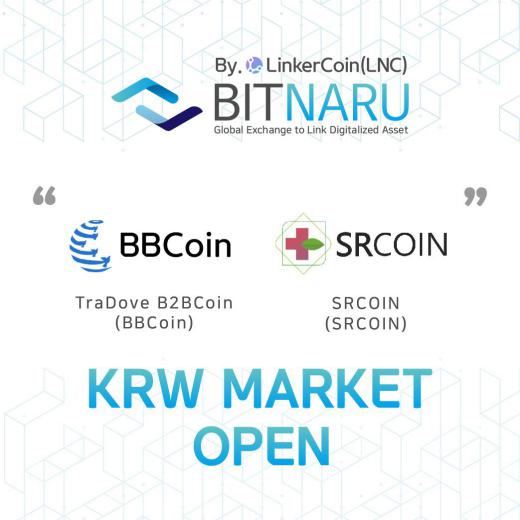 By. LinkerCoin(LNC)
BITNARU
Global Exchange to Link Digitalized Asset
“ ”
BBCoin SRCOIN
TraDove B2BCoin SRCOIN
(BBCoin) (SRCOIN)
KRW MARKET
OPEN